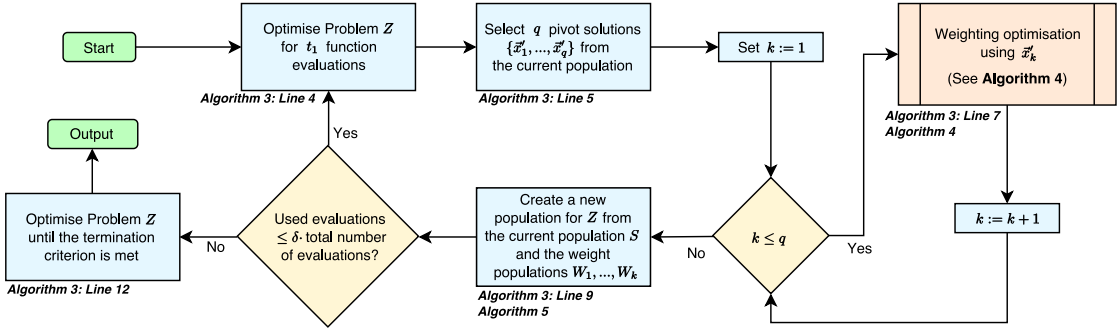 Start
Optimise Problem Z
for t₁ function
evaluations
Algorithm 3: Line 4
Select q pivot solutions
{x⃗′₁,...,x⃗′q} from
the current population
Algorithm 3: Line 5
Set k := 1
Weighting optimisation
using x⃗′ₖ
(See Algorithm 4)
Algorithm 3: Line 7
Algorithm 4
k := k + 1
k ≤ q
Yes
No
Create a new
population for Z from
the current population S
and the weight
populations W₁,...,Wₖ
Algorithm 3: Line 9
Algorithm 5
Used evaluations
≤ δ· total number
of evaluations?
Yes
No
Optimise Problem Z
until the termination
criterion is met
Algorithm 3: Line 12
Output